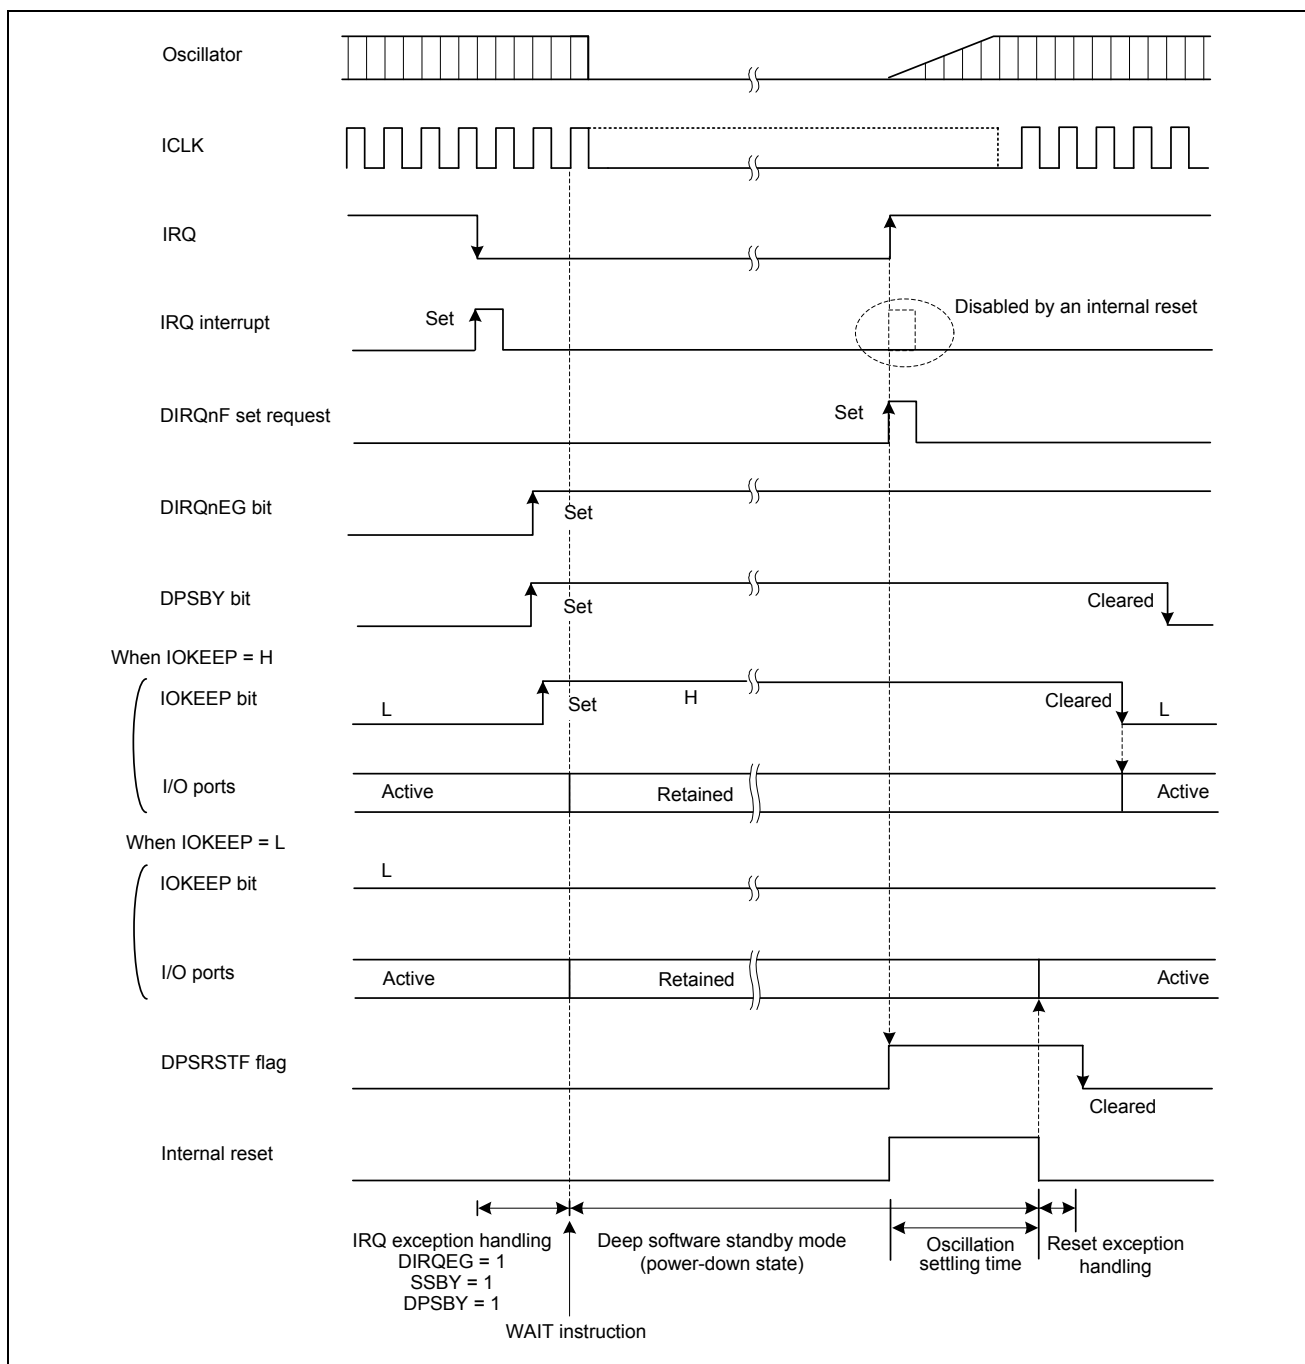 Oscillator
ICLK
IRQ
IRQ interrupt
Set
Disabled by an internal reset
DIRQnF set request
Set
DIRQnEG bit
Set
DPSBY bit
Set
Cleared
When IOKEEP = H
IOKEEP bit
L
Set
H
Cleared
L
I/O ports
Active
Retained
Active
When IOKEEP = L
IOKEEP bit
L
I/O ports
Active
Retained
Active
DPSRSTF flag
Cleared
Internal reset
IRQ exception handling
DIRQEG = 1
SSBY = 1
DPSBY = 1
Deep software standby mode
(power-down state)
Oscillation
settling time
Reset exception
handling
WAIT instruction